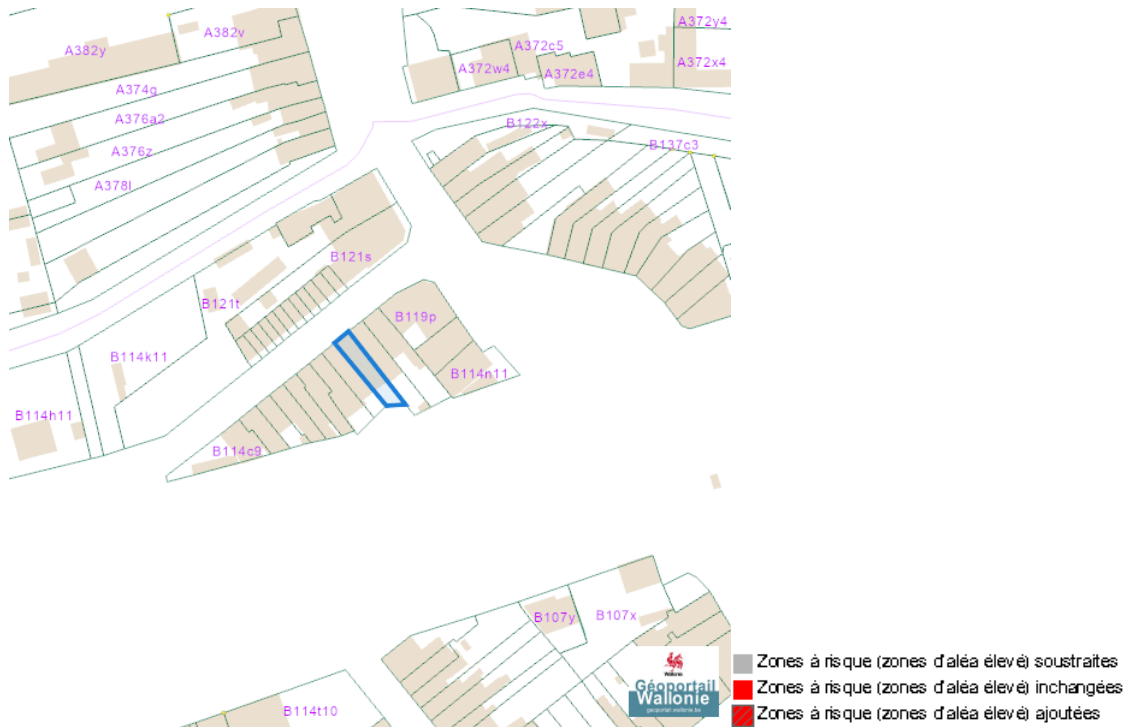 A382v
A372y4
A382y
A372c5
A372w4
A372x4
A372e4
A374g
A376a2
B122x
B137c3
A376z
A378l
B121s
B121t
B119p
B114k11
B114n11
B114h11
B114c9
B107y
B107x
B114t10
Wallonie
Géoportail
Wallonie
geoportail.wallonie.be
Zones à risque (zones d'aléa élevé) soustraites
Zones à risque (zones d'aléa élevé) inchangées
Zones à risque (zones d'aléa élevé) ajoutées